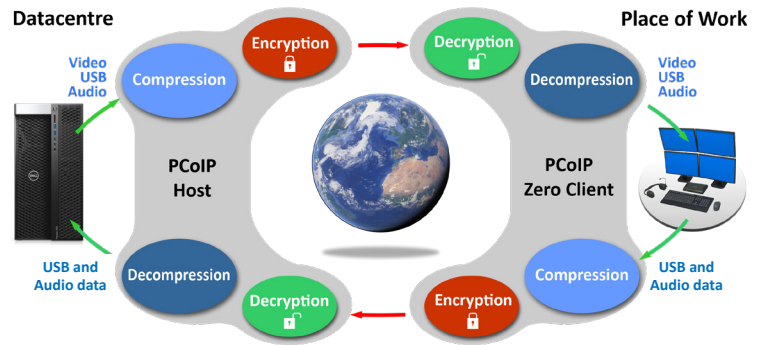 Datacentre
Place of Work
Encryption
Decryption
Video
USB
Audio
Compression
Decompression
Video
USB
Audio
PCoIP
Host
PCoIP
Zero Client
DELL
USB and
Audio data
Decompression
Decryption
Encryption
Compression
USB and
Audio data